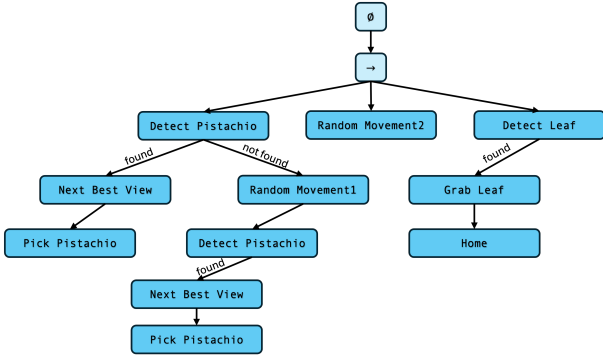 Ø
→
Detect Pistachio
Random Movement2
Detect Leaf
found
not found
found
Next Best View
Random Movement1
Grab Leaf
Pick Pistachio
Detect Pistachio
Home
found
Next Best View
Pick Pistachio